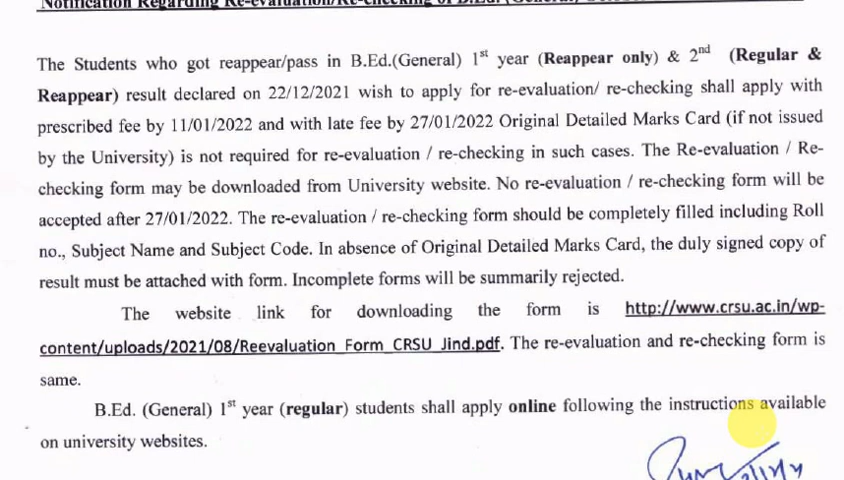 Notification Regarding Re-evaluation/Re-checking of B.Ed. (General)
The Students who got reappear/pass in B.Ed.(General) 1st year (Reappear only) & 2nd (Regular &
Reappear) result declared on 22/12/2021 wish to apply for re-evaluation/ re-checking shall apply with
prescribed fee by 11/01/2022 and with late fee by 27/01/2022 Original Detailed Marks Card (if not issued
by the University) is not required for re-evaluation / re-checking in such cases. The Re-evaluation / Re-
checking form may be downloaded from University website. No re-evaluation / re-checking form will be
accepted after 27/01/2022. The re-evaluation / re-checking form should be completely filled including Roll
no., Subject Name and Subject Code. In absence of Original Detailed Marks Card, the duly signed copy of
result must be attached with form. Incomplete forms will be summarily rejected.
The website link for downloading the form is http://www.crsu.ac.in/wp-
content/uploads/2021/08/Reevaluation_Form_CRSU_Jind.pdf. The re-evaluation and re-checking form is
same.
B.Ed. (General) 1st year (regular) students shall apply online following the instructions available
on university websites.